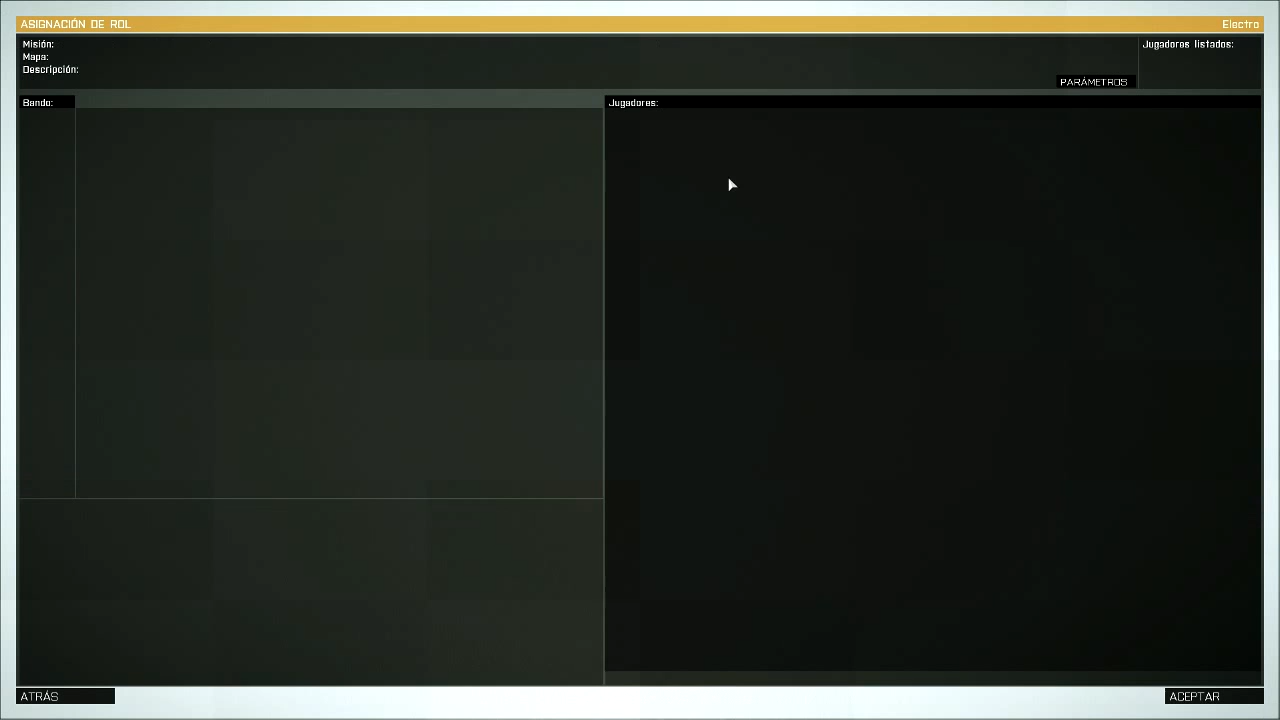 ASIGNACIÓN DE ROL
Electro
Misión:
Mapa:
Descripción:
Jugadores listados:
PARÁMETROS
Bando:
Jugadores:
ATRÁS
ACEPTAR